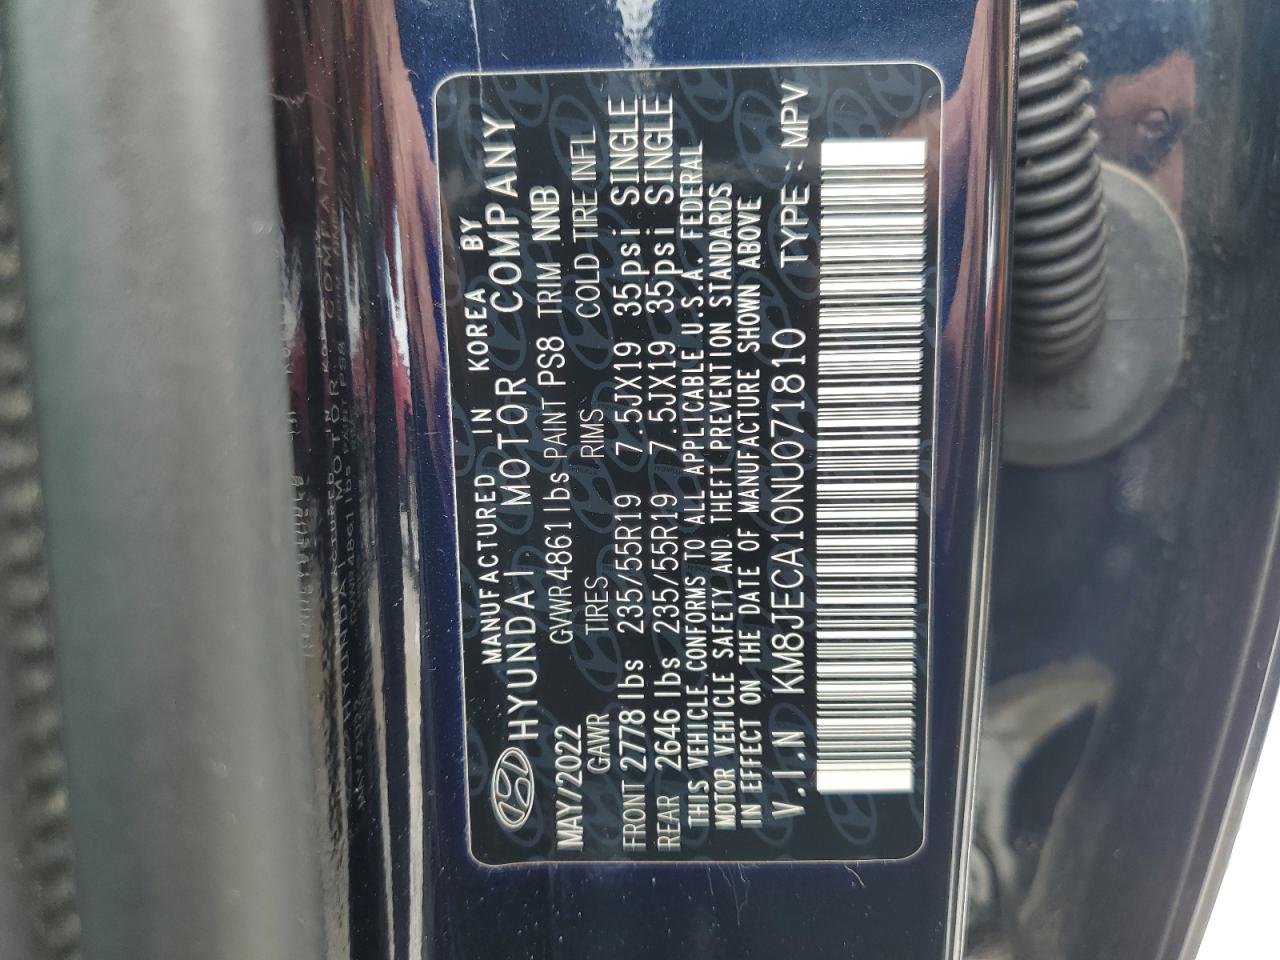 MANUFACTURED IN KOREA BY
HYUNDAI MOTOR COMPANY
MAY//2022 GVWR 4861 lbs PAINT PS8 TRIM NNB
GAWR TIRES RIMS COLD TIRE INFL
FRONT 2778 lbs 235/55R19 7.5JX19 35psi SINGLE
REAR 2646 lbs 235/55R19 7.5JX19 35psi SINGLE
THIS VEHICLE CONFORMS TO ALL APPLICABLE U.S.A. FEDERAL
MOTOR VEHICLE SAFETY AND THEFT PREVENTION STANDARDS
IN EFFECT ON THE DATE OF MANUFACTURE SHOWN ABOVE
V.I.N KM8JECA10NU071810 TYPE : MPV